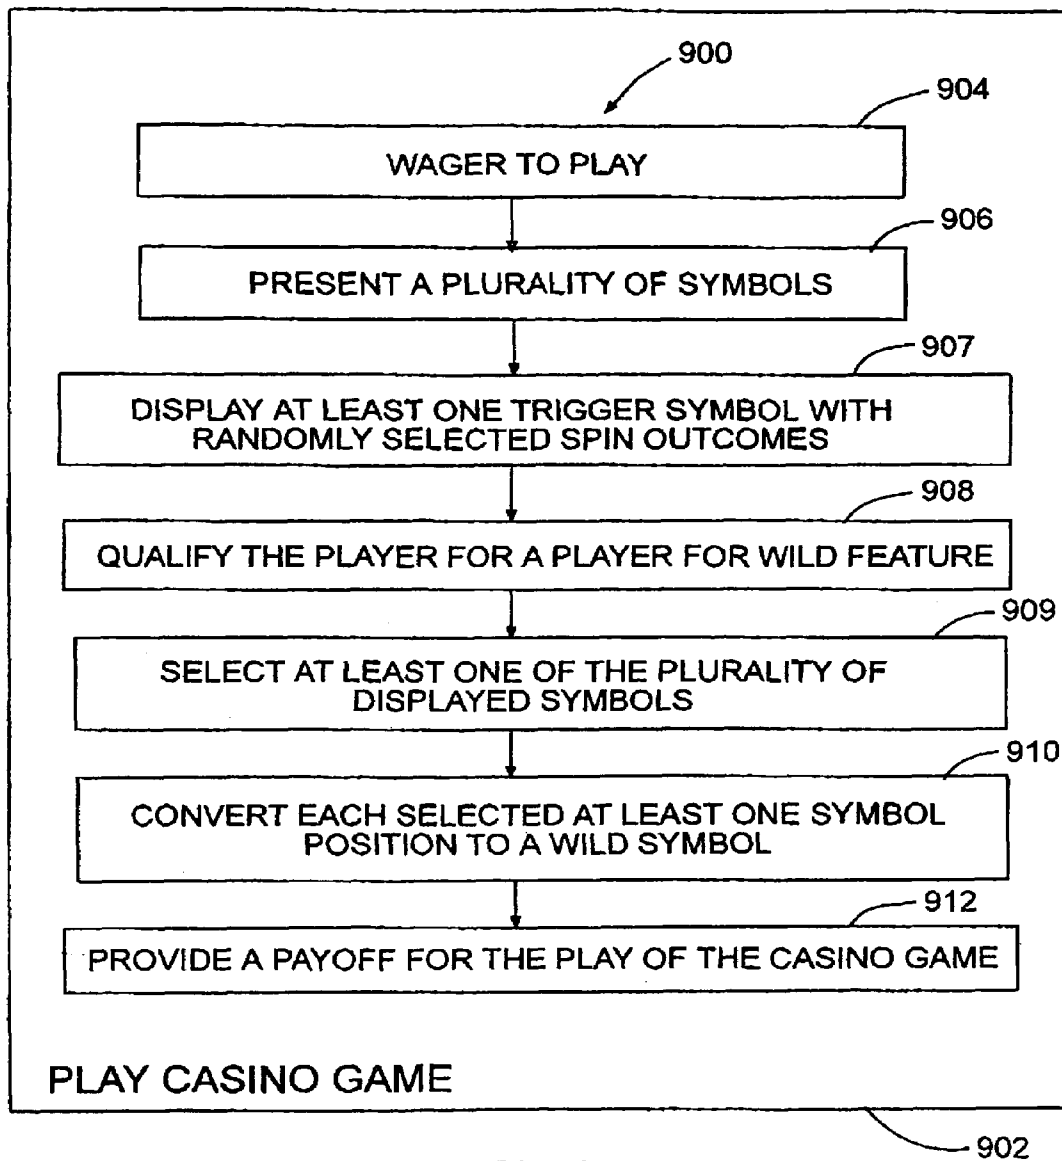 900
904
WAGER TO PLAY
906
PRESENT A PLURALITY OF SYMBOLS
907
DISPLAY AT LEAST ONE TRIGGER SYMBOL WITH
RANDOMLY SELECTED SPIN OUTCOMES
908
QUALIFY THE PLAYER FOR A PLAYER FOR WILD FEATURE
909
SELECT AT LEAST ONE OF THE PLURALITY OF
DISPLAYED SYMBOLS
910
CONVERT EACH SELECTED AT LEAST ONE SYMBOL
POSITION TO A WILD SYMBOL
912
PROVIDE A PAYOFF FOR THE PLAY OF THE CASINO GAME
PLAY CASINO GAME
902